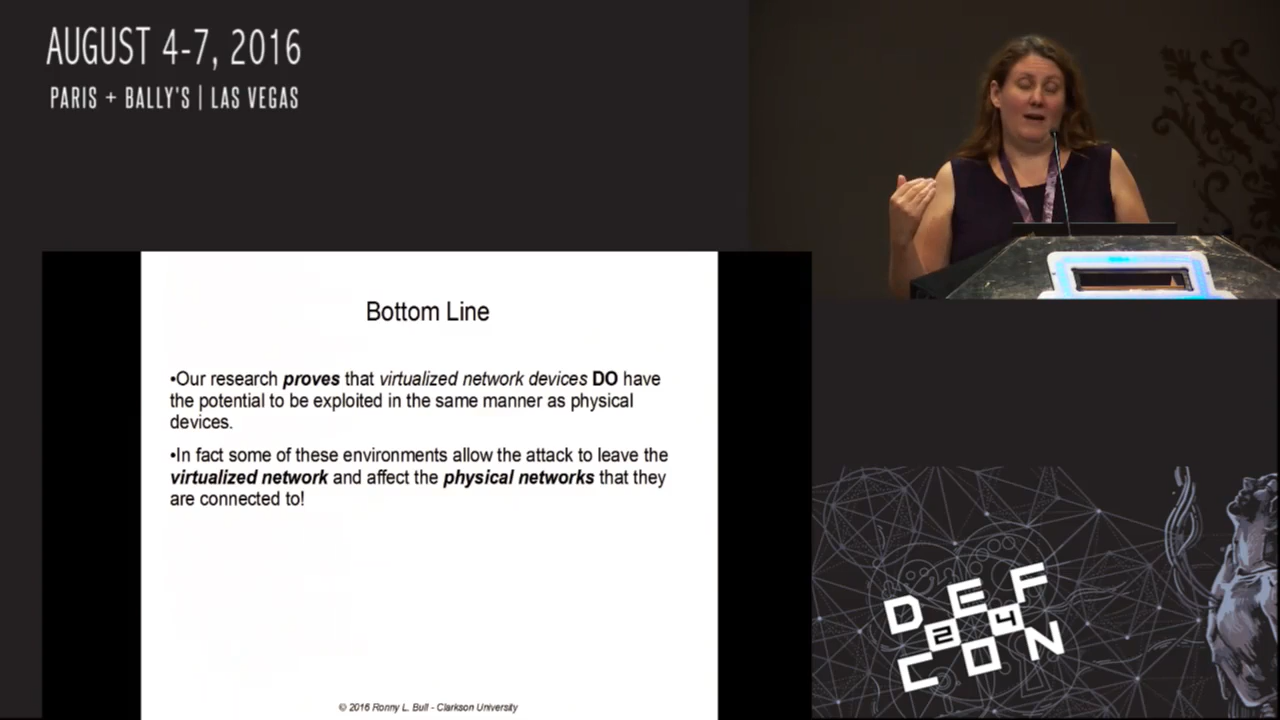 AUGUST 4-7, 2016
PARIS + BALLY'S | LAS VEGAS
Bottom Line
•Our research proves that virtualized network devices DO have
the potential to be exploited in the same manner as physical
devices.
•In fact some of these environments allow the attack to leave the
virtualized network and affect the physical networks that they
are connected to!
© 2016 Ronny L. Bull - Clarkson University
DEF
24
CON